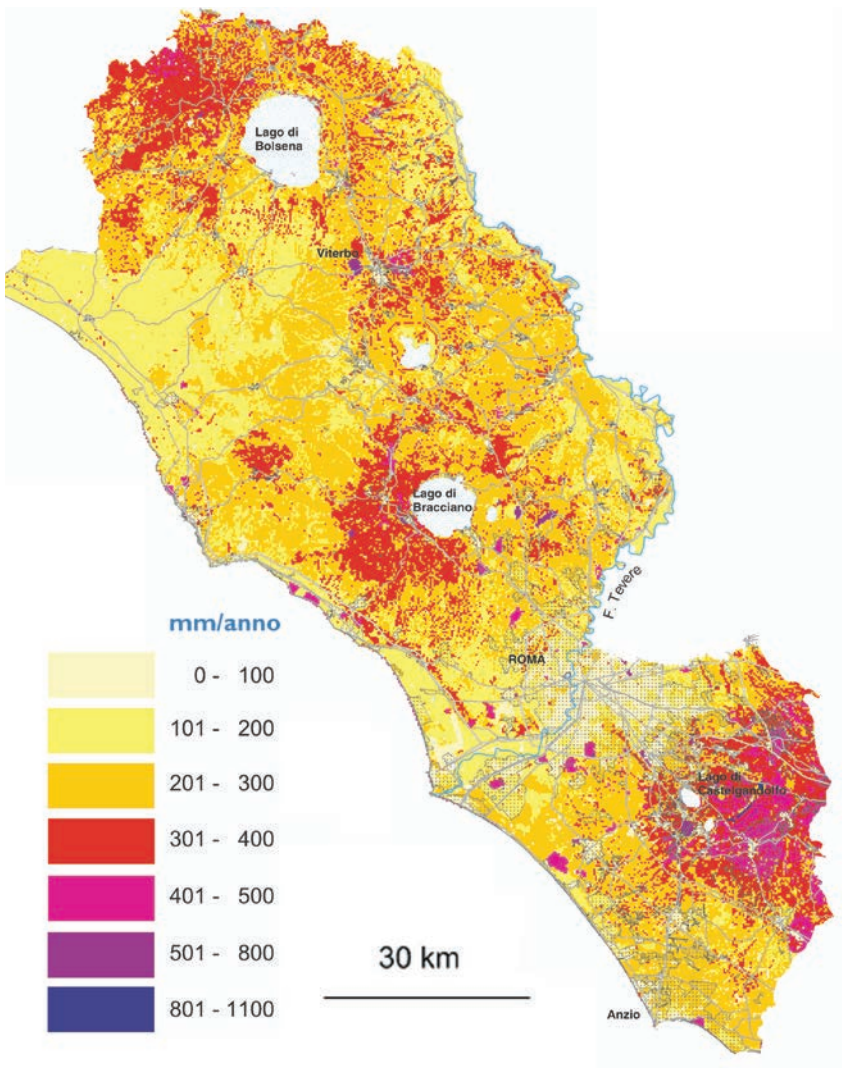 Lago di
Bolsena
Viterbo
Lago di
Bracciano
F. Tevere
mm/anno
ROMA
0 - 100
101 - 200
201 - 300
Lago di
Castelgandolfo
301 - 400
401 - 500
501 - 800
30 km
801 - 1100
Anzio